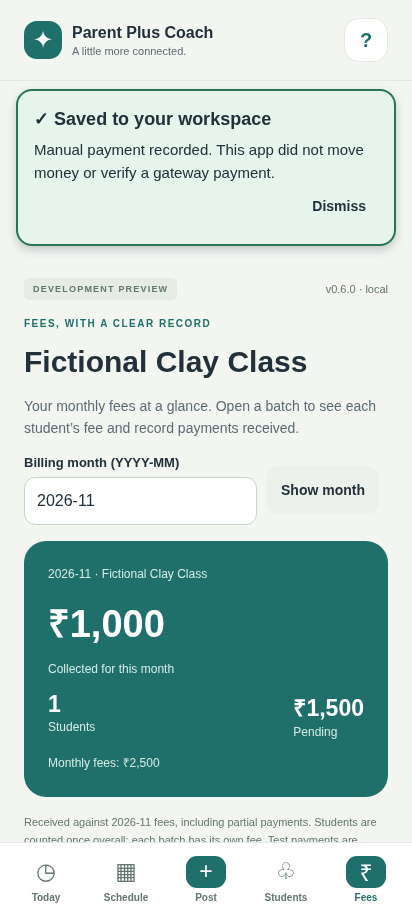 Parent Plus Coach
A little more connected.
?
✓ Saved to your workspace
Manual payment recorded. This app did not move
money or verify a gateway payment.
Dismiss
DEVELOPMENT PREVIEW
v0.6.0 · local
FEES, WITH A CLEAR RECORD
Fictional Clay Class
Your monthly fees at a glance. Open a batch to see each
student’s fee and record payments received.
Billing month (YYYY-MM)
2026-11
Show month
2026-11 · Fictional Clay Class
₹1,000
Collected for this month
1
Students
₹1,500
Pending
Monthly fees: ₹2,500
Received against 2026-11 fees, including partial payments. Students are
counted once overall; each batch has its own fee. Test payments are
Today
Schedule
+
Post
Students
₹
Fees